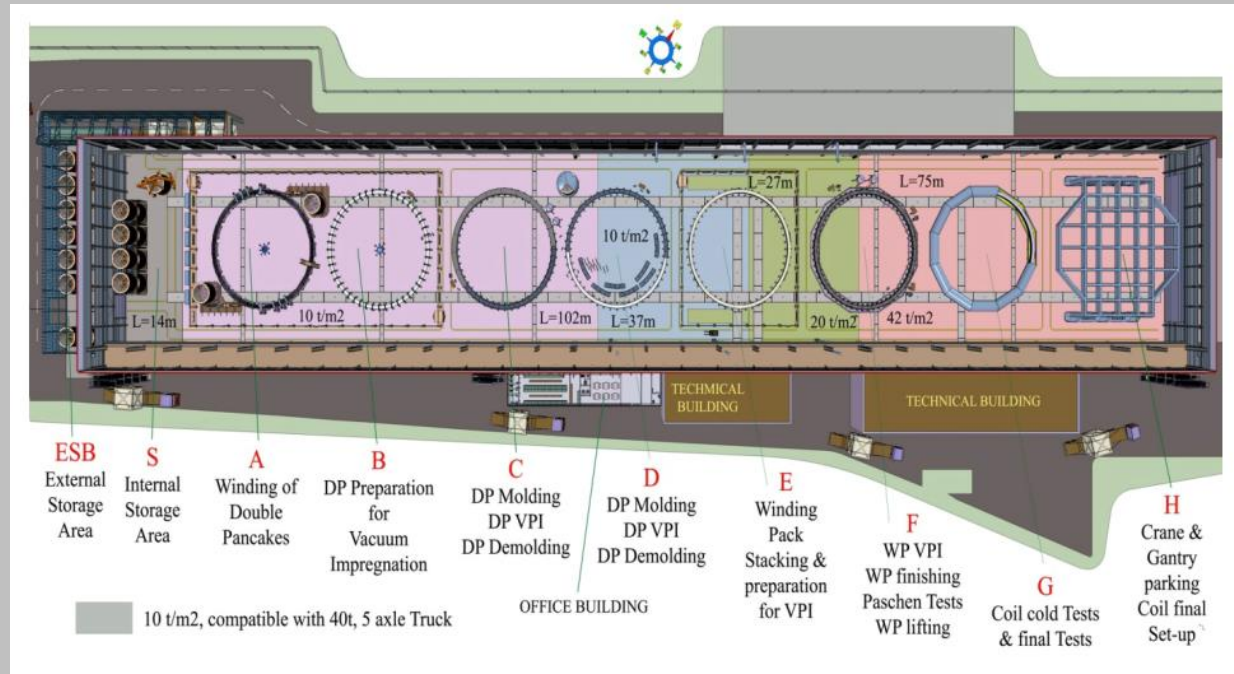 L=27m
L=75m
10 t/m2
L=14m
10 t/m2
L=102m
L=37m
20 t/m2
42 t/m2
TECHMICAL
BUILDING
TECHNICAL BUILDING
ESB
External
Storage
Area
S
Internal
Storage
Area
A
Winding of
Double
Pancakes
B
DP Preparation
for
Vacuum
Impregnation
C
DP Molding
DP VPI
DP Demolding
D
DP Molding
DP VPI
DP Demolding
E
Winding
Pack
Stacking &
preparation
for VPI
F
WP VPI
WP finishing
Paschen Tests
WP lifting
G
Coil cold Tests
& final Tests
H
Crane &
Gantry
parking
Coil final
Set-up
OFFICE BUILDING
10 t/m2, compatible with 40t, 5 axle Truck